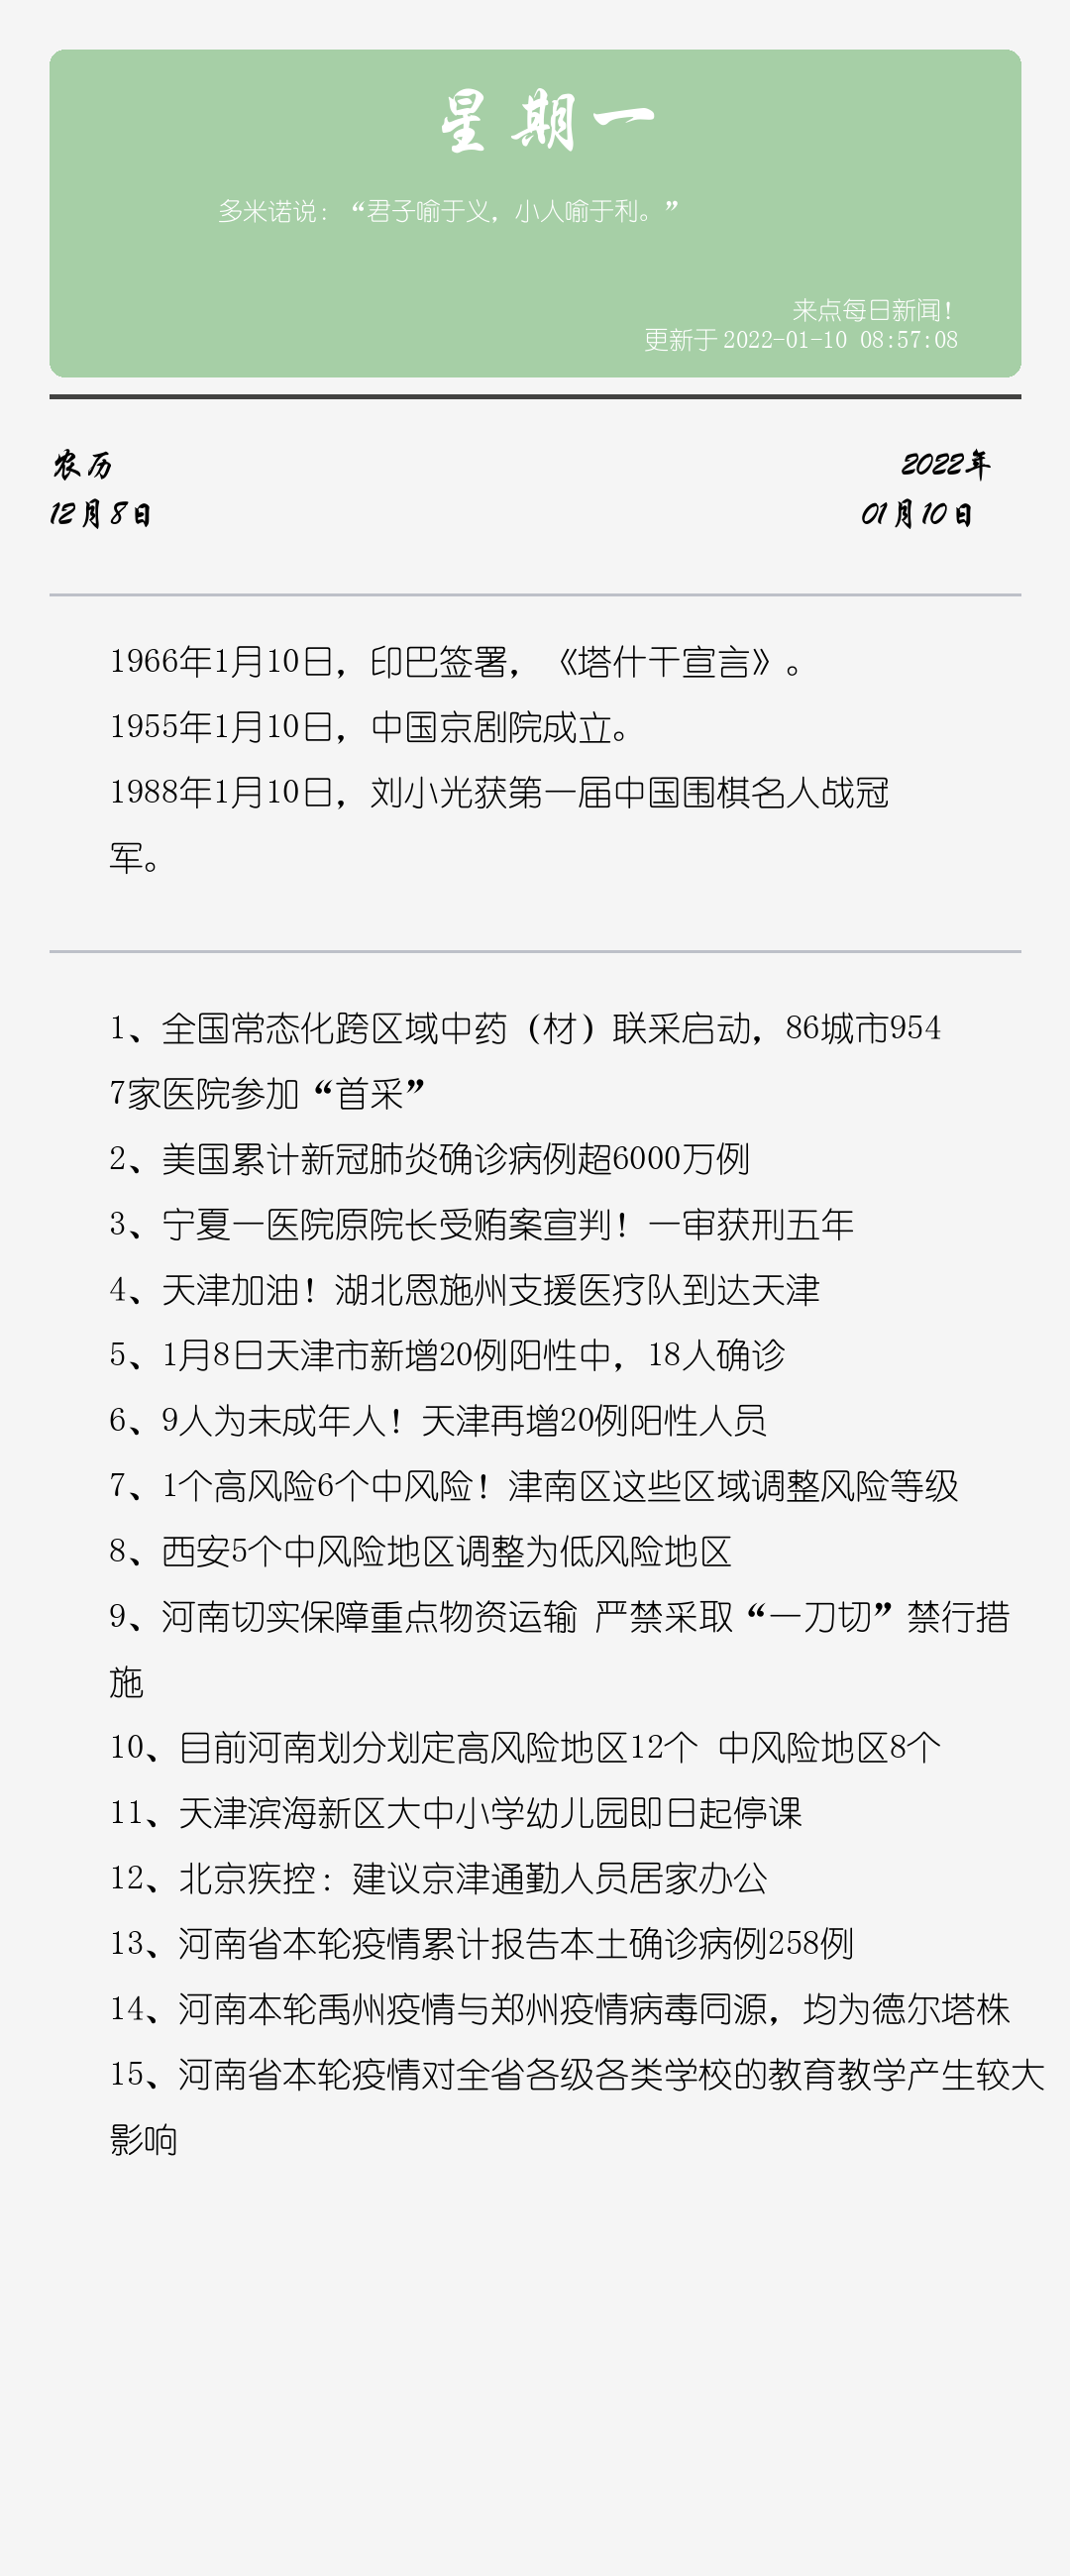 星期一
多米诺说：“君子喻于义，小人喻于利。”
来点每日新闻！
更新于2022-01-10 08:57:08
农历
2022年
12月8日
01月10日
1966年1月10日，印巴签署，《塔什干宣言》。
1955年1月10日，中国京剧院成立。
1988年1月10日，刘小光获第一届中国围棋名人战冠
军。
1、全国常态化跨区域中药（材）联采启动，86城市954
7家医院参加“首采”
2、美国累计新冠肺炎确诊病例超6000万例
3、宁夏一医院原院长受贿案宣判！一审获刑五年
4、天津加油！湖北恩施州支援医疗队到达天津
5、1月8日天津市新增20例阳性中，18人确诊
6、9人为未成年人！天津再增20例阳性人员
7、1个高风险6个中风险！津南区这些区域调整风险等级
8、西安5个中风险地区调整为低风险地区
9、河南切实保障重点物资运输 严禁采取“一刀切”禁行措
施
10、目前河南划分划定高风险地区12个 中风险地区8个
11、天津滨海新区大中小学幼儿园即日起停课
12、北京疾控：建议京津通勤人员居家办公
13、河南省本轮疫情累计报告本土确诊病例258例
14、河南本轮禹州疫情与郑州疫情病毒同源，均为德尔塔株
15、河南省本轮疫情对全省各级各类学校的教育教学产生较大
影响